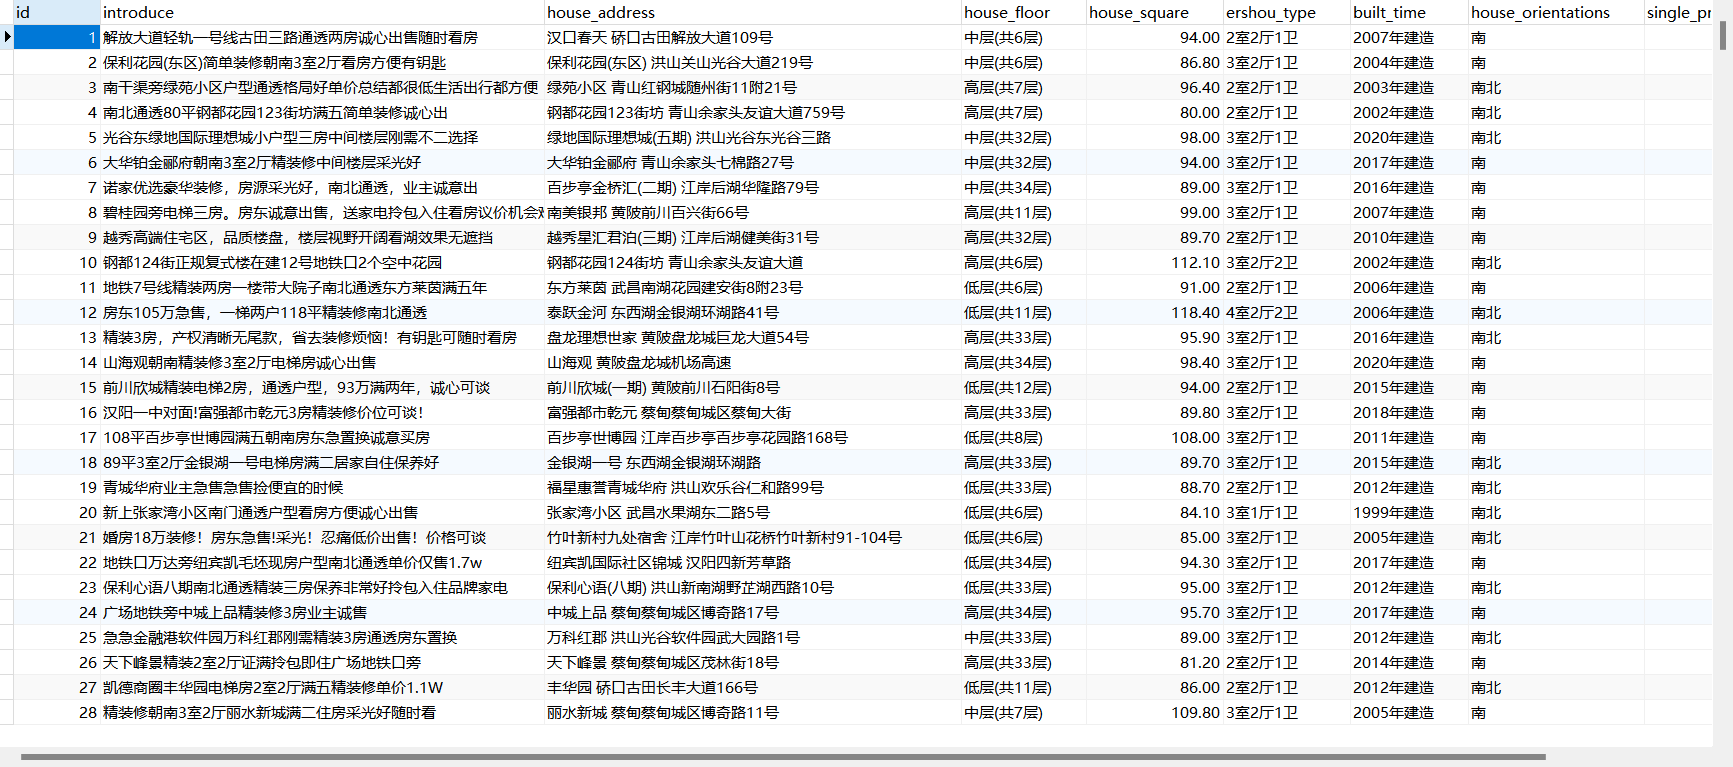 id introduce house_address house_floor house_square ershou_type built_time house_orientations single_pr
1 解放大道轻轨一号线古田三路通透两房诚心出售随时看房 汉口春天 硚口古田解放大道109号 中层(共6层) 94.00 2室2厅1卫 2007年建造 南
2 保利花园(东区)简单装修朝南3室2厅看房方便有钥匙 保利花园(东区) 洪山关山光谷大道219号 中层(共6层) 86.80 3室2厅1卫 2004年建造 南
3 南干渠旁绿苑小区户型通透格局好单价总结都很低生活出行都方便 绿苑小区 青山红钢城随州街11附21号 高层(共7层) 96.40 2室2厅1卫 2003年建造 南北
4 南北通透80平钢都花园123街坊满五简单装修诚心出 钢都花园123街坊 青山余家头友谊大道759号 高层(共7层) 80.00 2室2厅1卫 2002年建造 南北
5 光谷东绿地国际理想城小户型三房中间楼层刚需不二选择 绿地国际理想城(五期) 洪山光谷东光谷三路 中层(共32层) 98.00 3室2厅1卫 2020年建造 南北
6 大华铂金郦府朝南3室2厅精装修中间楼层采光好 大华铂金郦府 青山余家头七棉路27号 中层(共32层) 94.00 3室2厅1卫 2017年建造 南
7 诺家优选豪华装修，房源采光好，南北通透，业主诚意出 百步亭金桥汇(二期) 江岸后湖华隆路79号 中层(共34层) 89.00 3室2厅1卫 2016年建造 南北
8 碧桂园旁电梯三房。房东诚意出售，送家电拎包入住看房议价机会 南美银邦 黄陂前川百兴街66号 高层(共11层) 99.00 3室2厅1卫 2007年建造 南
9 越秀高端住宅区，品质楼盘，楼层视野开阔看湖效果无遮挡 越秀星汇君泊(三期) 江岸后湖健美街31号 高层(共32层) 89.70 2室2厅1卫 2010年建造 南
10 钢都124街正规复式楼在建12号地铁口2个空中花园 钢都花园124街坊 青山余家头友谊大道 高层(共6层) 112.10 3室2厅2卫 2002年建造 南北
11 地铁7号线精装两房一楼带大院子南北通透东方莱茵满五年 东方莱茵 武昌南湖花园建安街8附23号 低层(共6层) 91.00 2室2厅1卫 2006年建造 南
12 房东105万急售，一梯两户118平精装修南北通透 泰跃金河 东西湖金银湖环湖路41号 低层(共11层) 118.40 4室2厅2卫 2006年建造 南北
13 精装3房，产权清晰无尾款，省去装修烦恼！有钥匙可随时看房 盘龙理想世家 黄陂盘龙城巨龙大道54号 高层(共33层) 95.90 3室2厅1卫 2016年建造 南北
14 山海观朝南精装修3室2厅电梯房诚心出售 山海观 黄陂盘龙城机场高速 高层(共34层) 98.40 3室2厅1卫 2020年建造 南
15 前川欣城精装电梯2房，通透户型，93万满两年，诚心可谈 前川欣城(一期) 黄陂前川石阳街8号 低层(共12层) 94.00 2室2厅1卫 2015年建造 南
16 汉阳一中对面!富强都市乾元3房精装修价位可谈！ 富强都市乾元 蔡甸蔡甸城区蔡甸大街 高层(共33层) 89.80 3室2厅1卫 2018年建造 南
17 108平百步亭世博园满五朝南房东急置换诚意买房 百步亭世博园 江岸百步亭百步亭花园路168号 低层(共8层) 108.00 3室2厅1卫 2011年建造 南
18 89平3室2厅金银湖一号电梯房满二居家自住保养好 金银湖一号 东西湖金银湖环湖路 高层(共33层) 89.70 3室2厅1卫 2015年建造 南北
19 青城华府业主急售急售捡便宜的时候 福星惠誉青城华府 洪山欢乐谷仁和路99号 低层(共33层) 88.70 2室2厅1卫 2012年建造 南北
20 新上张家湾小区南门通透户型看房方便诚心出售 张家湾小区 武昌水果湖东二路5号 低层(共6层) 84.10 3室1厅1卫 1999年建造 南北
21 婚房18万装修！房东急售!采光！忍痛低价出售！价格可谈 竹叶新村九处宿舍 江岸竹叶山花桥竹叶新村91-104号 低层(共6层) 85.00 3室2厅1卫 2005年建造 南北
22 地铁口万达旁纽宾凯毛坯现房户型南北通透单价仅售1.7w 纽宾凯国际社区锦城 汉阳四新芳草路 低层(共34层) 94.30 3室2厅1卫 2017年建造 南
23 保利心语八期南北通透精装三房保养非常好拎包入住品牌家电 保利心语(八期) 洪山新南湖野芷湖西路10号 低层(共33层) 95.00 3室2厅1卫 2012年建造 南北
24 广场地铁旁中城上品精装修3房业主诚售 中城上品 蔡甸蔡甸城区博奇路17号 高层(共34层) 95.70 3室2厅1卫 2017年建造 南
25 急急金融港软件园万科红郡刚需精装3房通透房东置换 万科红郡 洪山光谷软件园武大园路1号 中层(共33层) 89.00 3室2厅1卫 2012年建造 南北
26 天下峰景精装2室2厅证满拎包即住广场地铁口旁 天下峰景 蔡甸蔡甸城区茂林街18号 高层(共33层) 81.20 2室2厅1卫 2014年建造 南
27 凯德商圈丰华园电梯房2室2厅满五精装修单价1.1W 丰华园 硚口古田长丰大道166号 低层(共11层) 86.00 2室2厅1卫 2012年建造 南北
28 精装修朝南3室2厅丽水新城满二住房采光好随时看 丽水新城 蔡甸蔡甸城区博奇路11号 中层(共7层) 109.80 3室2厅1卫 2005年建造 南